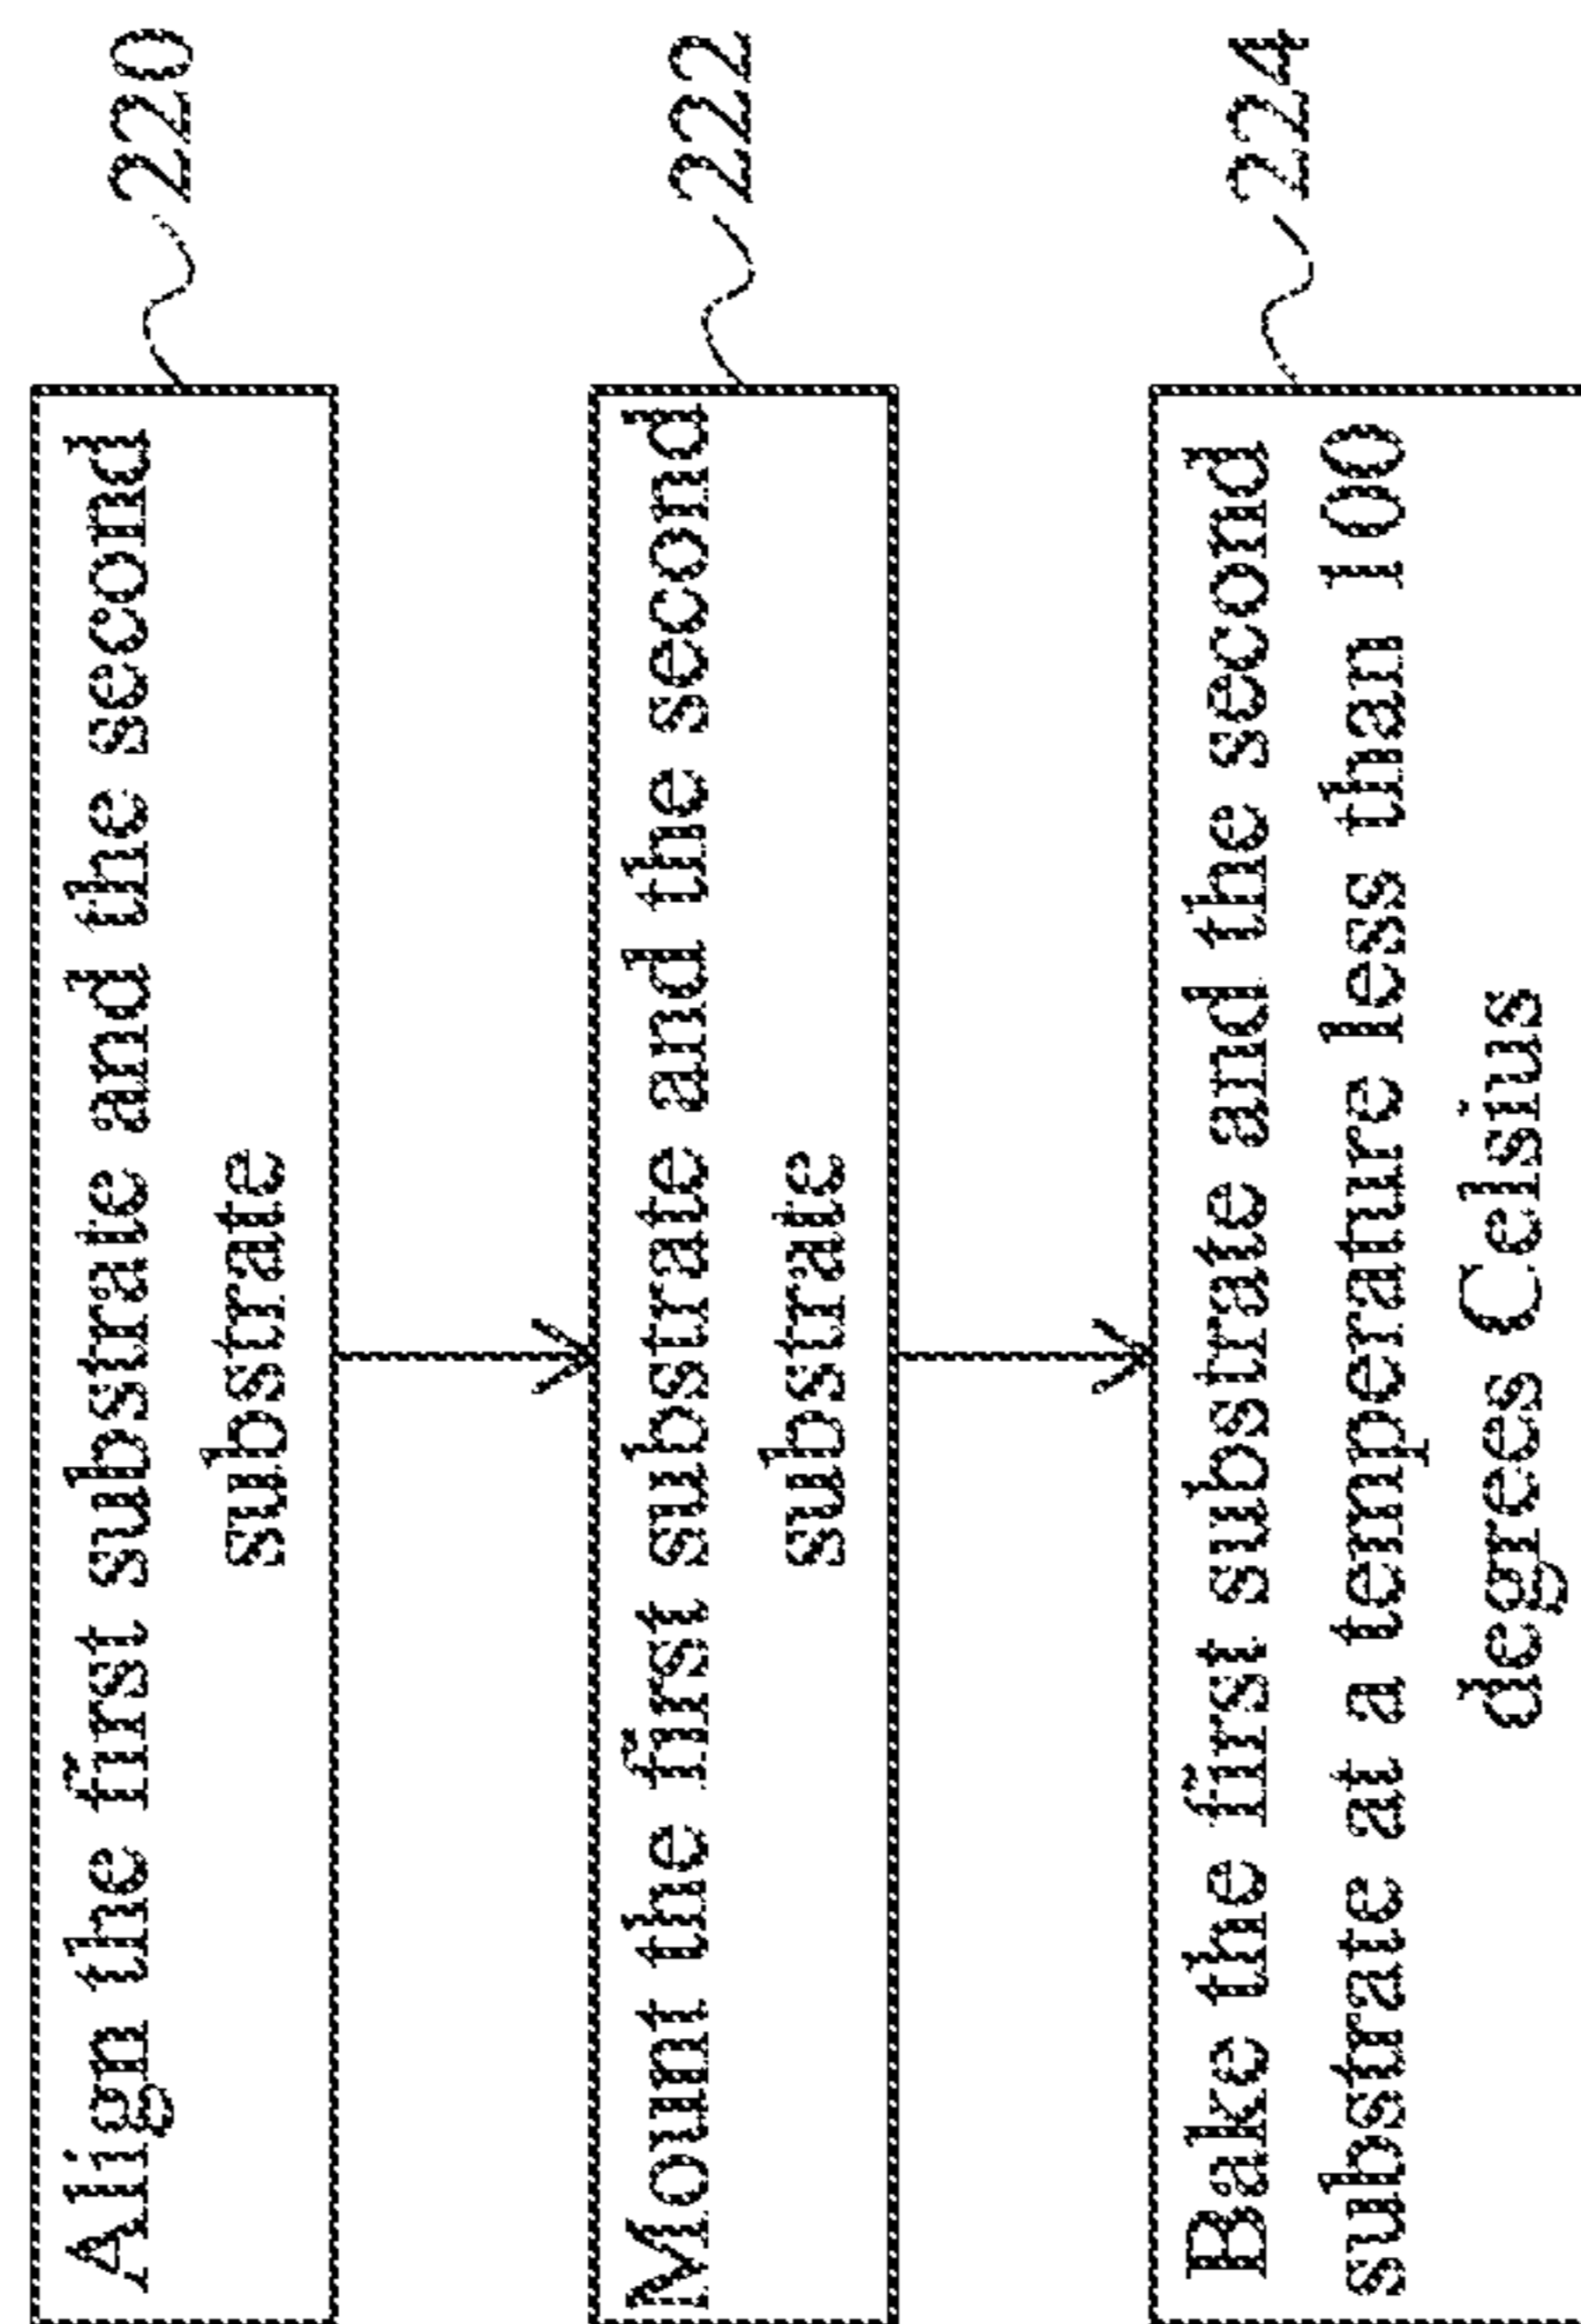 Align the first substrate and the second
substrate
220
Mount the first substrate and the second
substrate
222
Bake the first substrate and the second
substrate at a temperature less than 100
degrees Celsius
224